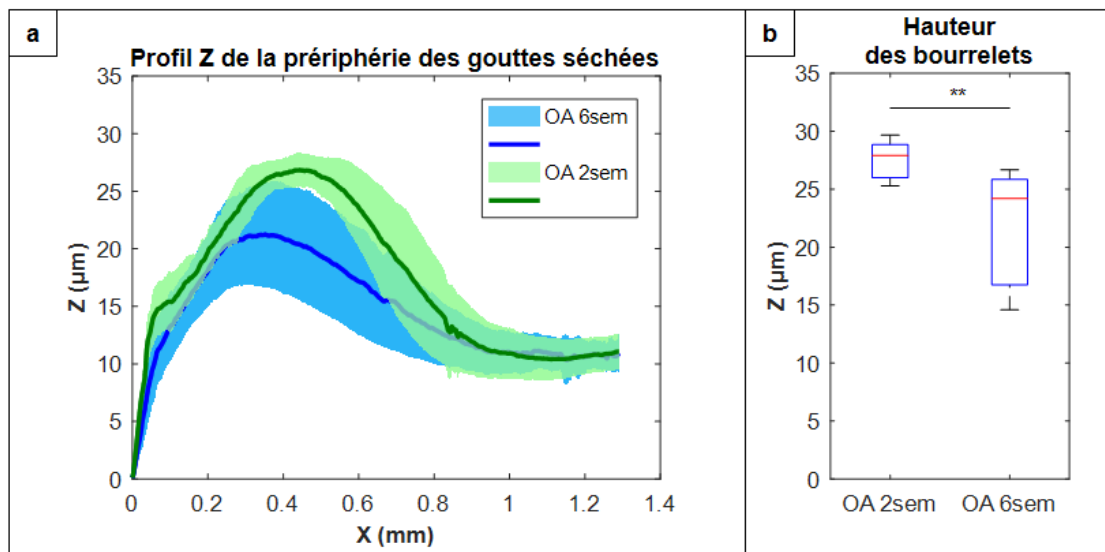 a
Profil Z de la prériphérie des gouttes séchées
35
30
25
20
15
10
5
0
Z (µm)
0 0.2 0.4 0.6 0.8 1 1.2 1.4
X (mm)
OA 6sem
OA 2sem
b
Hauteur
des bourrelets
35
30
25
20
15
10
5
0
Z (µm)
**
OA 2sem OA 6sem